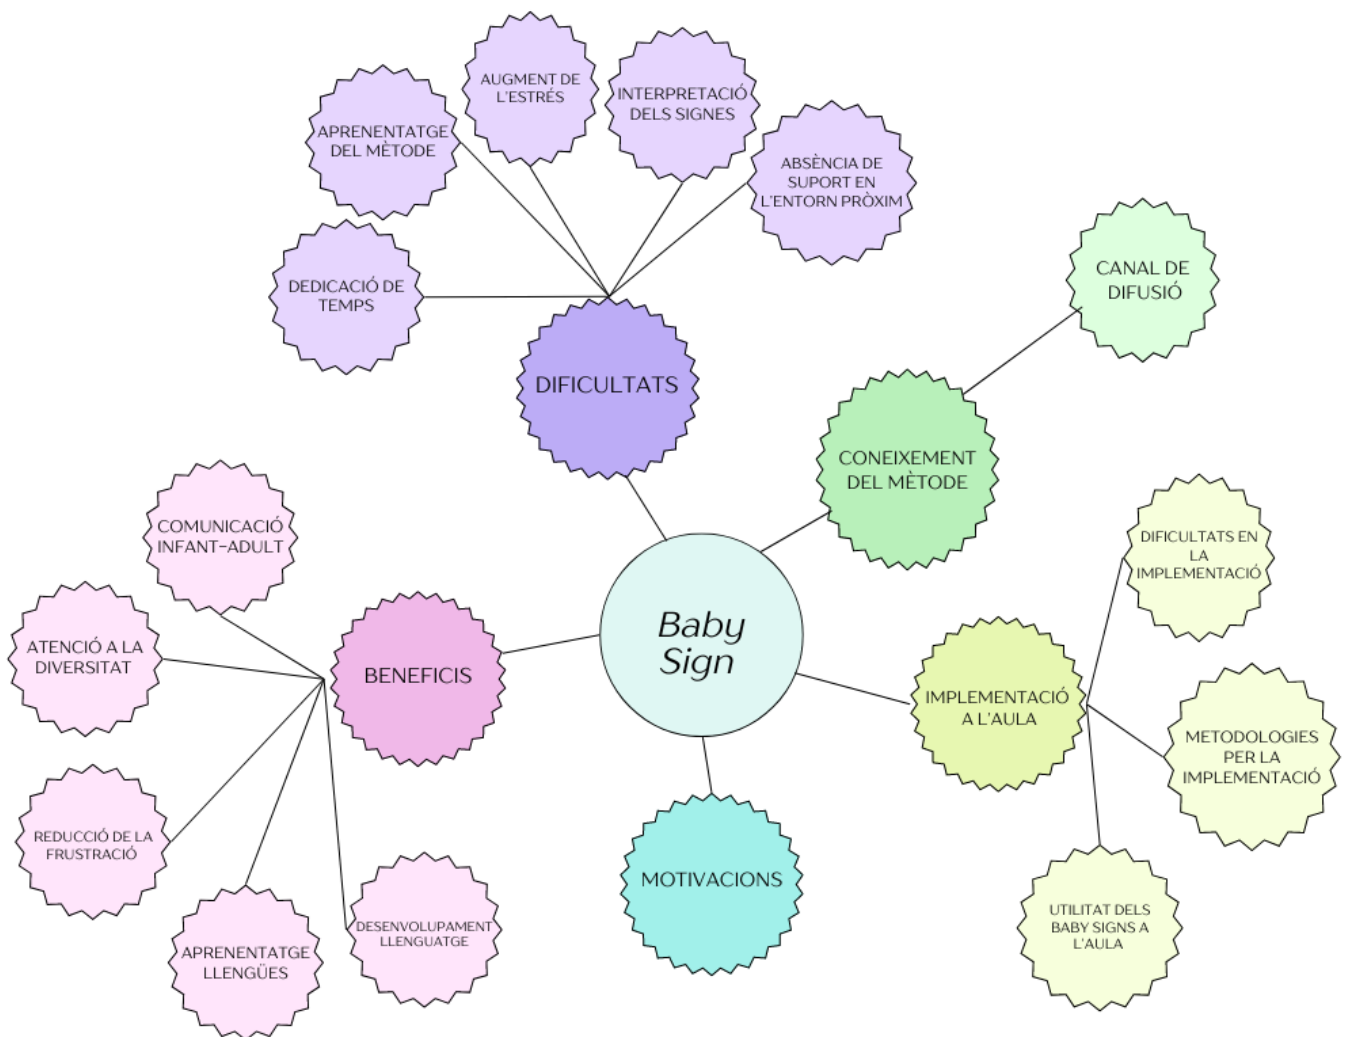 AUGMENT DE
L'ESTRÉS
INTERPRETACIÓ
DELS SIGNES
APRENENTATGE
DEL MÈTODE
ABSÈNCIA DE
SUPORT EN
L'ENTORN PRÒXIM
DEDICACIÓ DE
TEMPS
DIFICULTATS
CANAL DE
DIFUSIÓ
CONEIXEMENT
DEL MÈTODE
COMUNICACIÓ
INFANT-ADULT
ATENCIÓ A LA
DIVERSITAT
BENEFICIS
REDUCCIÓ DE LA
FRUSTRACIÓ
APRENENTATGE
LLENGÜES
DESENVOLUPAMENT
LLENGUATGE
Baby
Sign
MOTIVACIONS
IMPLEMENTACIÓ
A L'AULA
DIFICULTATS EN
LA
IMPLEMENTACIÓ
METODOLOGIES
PER LA
IMPLEMENTACIÓ
UTILITAT DELS
BABY SIGNS A
L'AULA